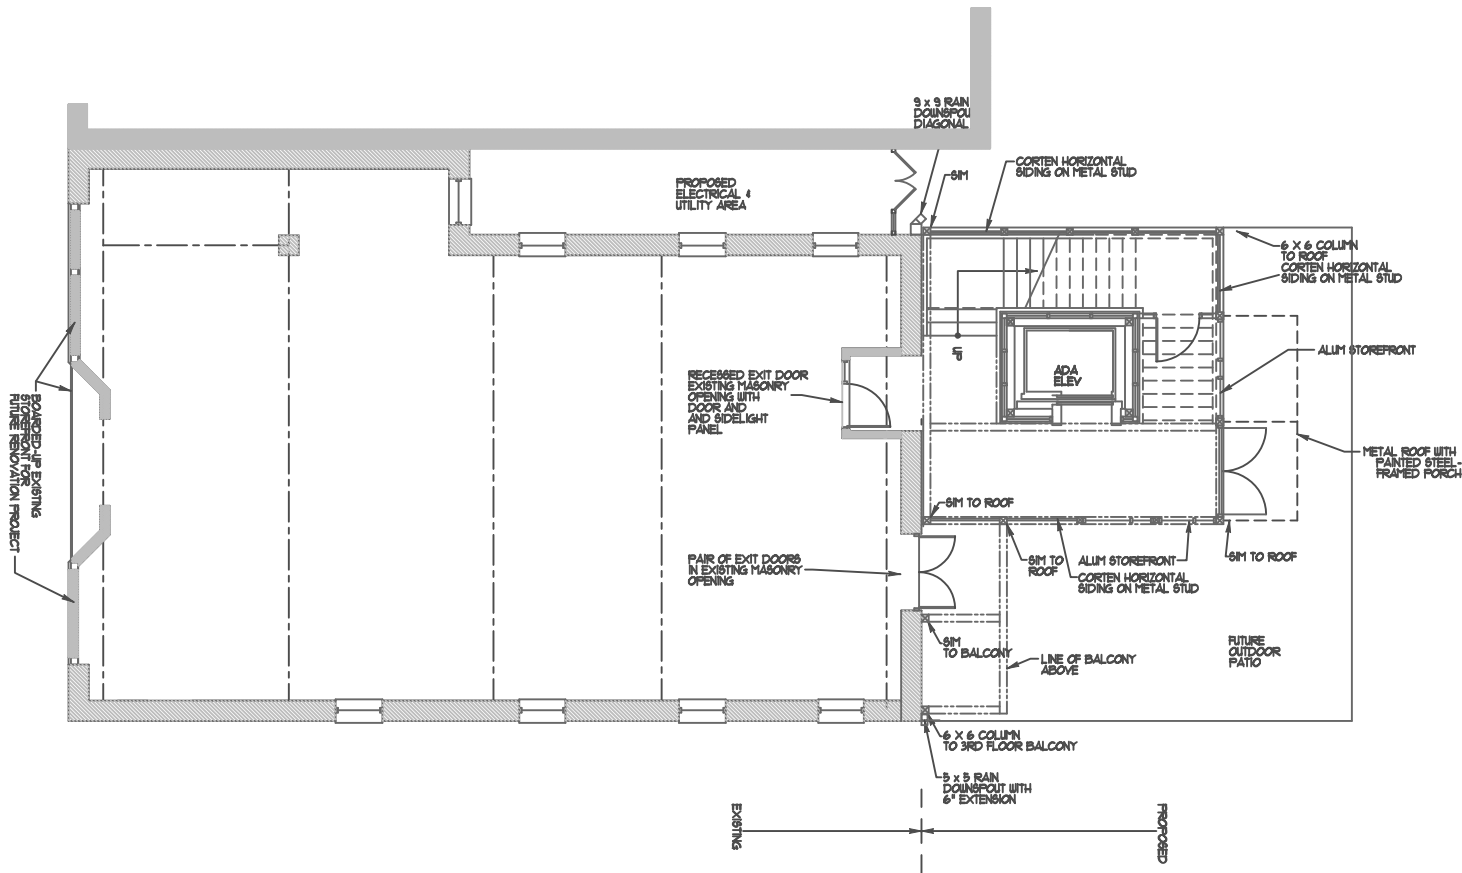 3 x 3 RAIN
DOWNSPOU
DIAGONAL
SIM
CORTEN HORIZONTAL
SIDING ON METAL STUD
PROPOSED
ELECTRICAL &
UTILITY AREA
6 X 6 COLUMN
TO ROOF
CORTEN HORIZONTAL
SIDING ON METAL STUD
UP
ADA
ELEV
ALUM STOREFRONT
RECESSED EXIT DOOR
EXISTING MASONRY
OPENING WITH
DOOR AND
AND SIDELIGHT
PANEL
BOARDED-UP EXISTING
STOREFRONT FOR
FUTURE RENOVATION PROJECT
METAL ROOF WITH
PAINTED STEEL-
FRAMED PORCH
SIM TO ROOF
PAIR OF EXIT DOORS
IN EXISTING MASONRY
OPENING
SIM TO
ROOF
ALUM STOREFRONT
CORTEN HORIZONTAL
SIDING ON METAL STUD
SIM TO ROOF
SIM
TO BALCONY
LINE OF BALCONY
ABOVE
FUTURE
OUTDOOR
PATIO
6 X 6 COLUMN
TO 3RD FLOOR BALCONY
5 x 5 RAIN
DOWNSPOUT WITH
6" EXTENSION
EXISTING
PROPOSED